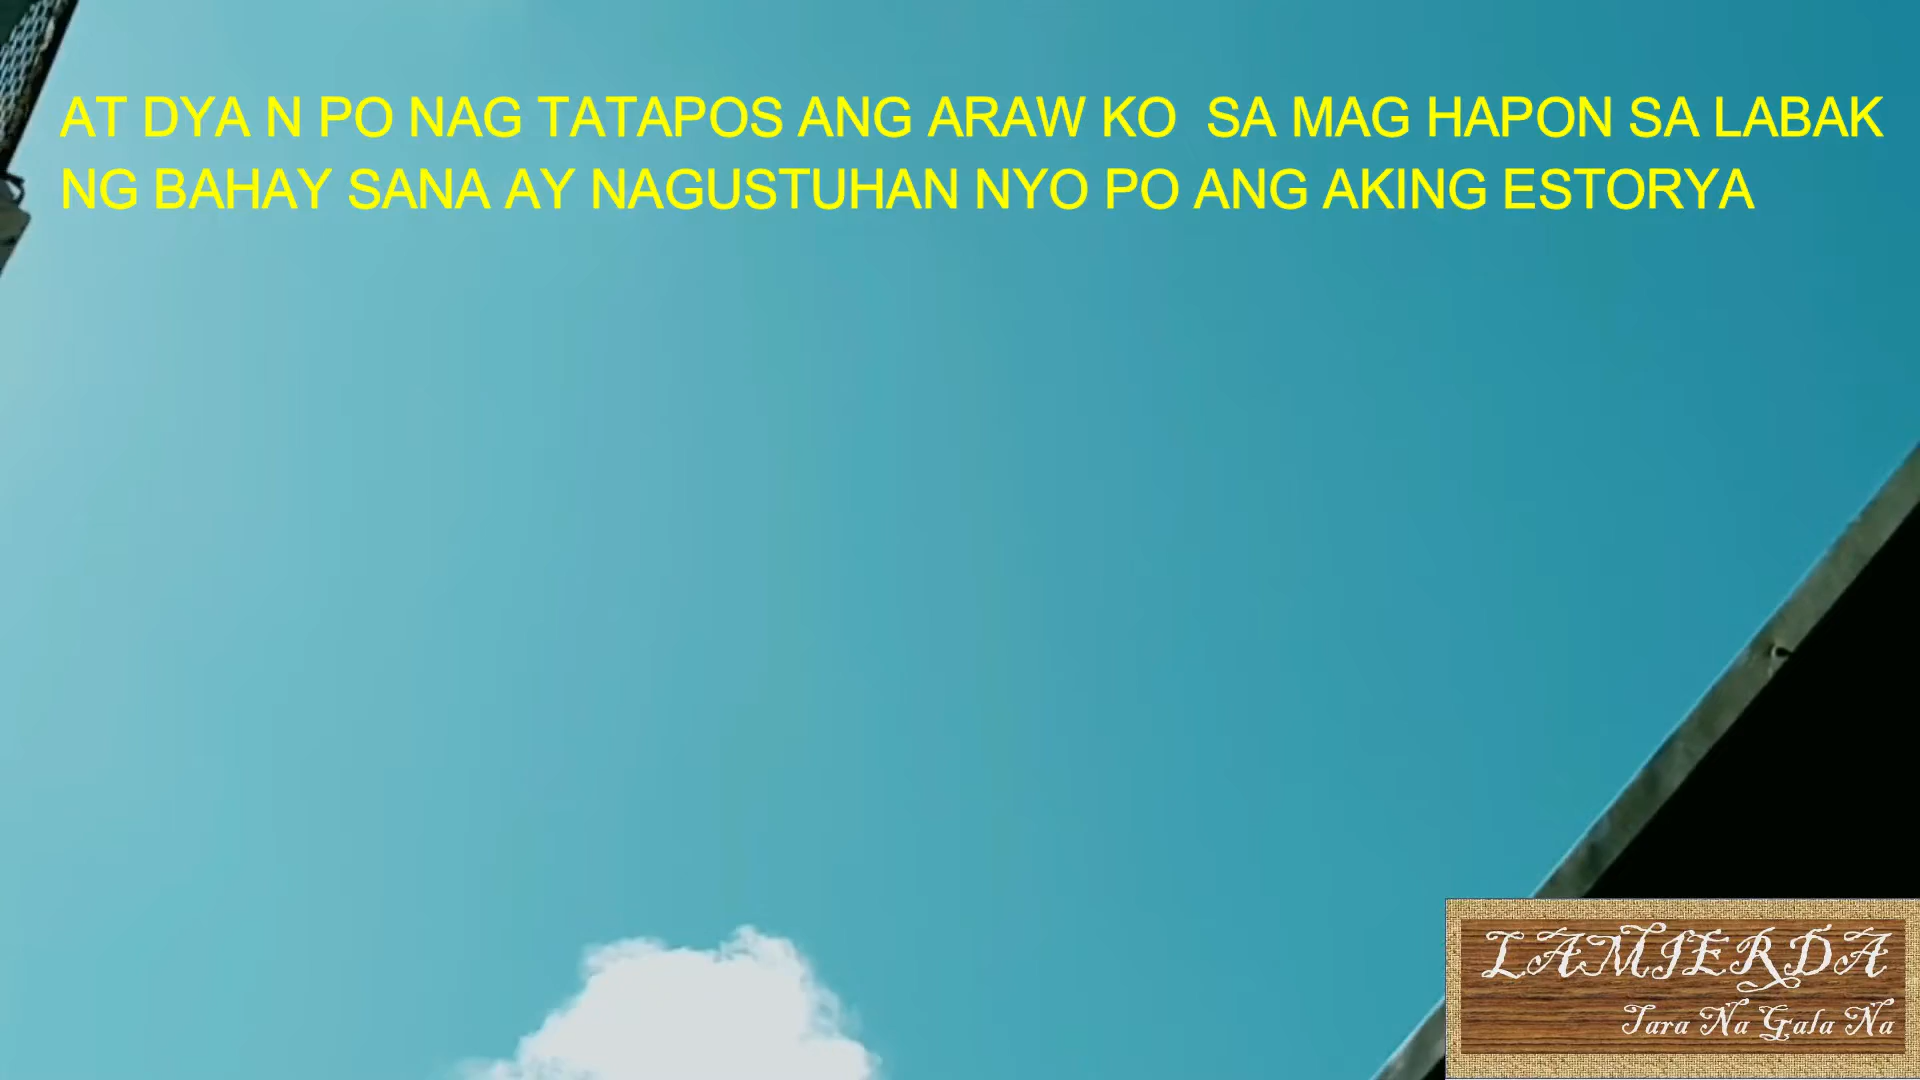 AT DYA N PO NAG TATAPOS ANG ARAW KO  SA MAG HAPON SA LABAK
NG BAHAY SANA AY NAGUSTUHAN NYO PO ANG AKING ESTORYA
LAMIERDA
Tara Na Gala Na